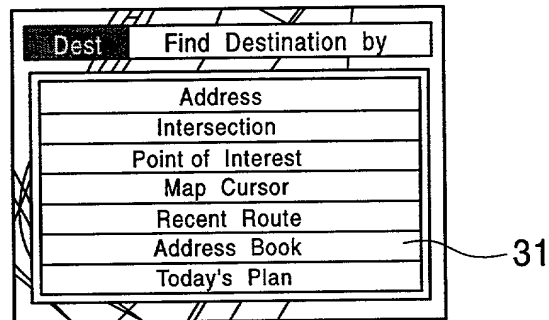 Dest Find Destination by
Address
Intersection
Point of Interest
Map Cursor
Recent Route
Address Book 31
Today's Plan